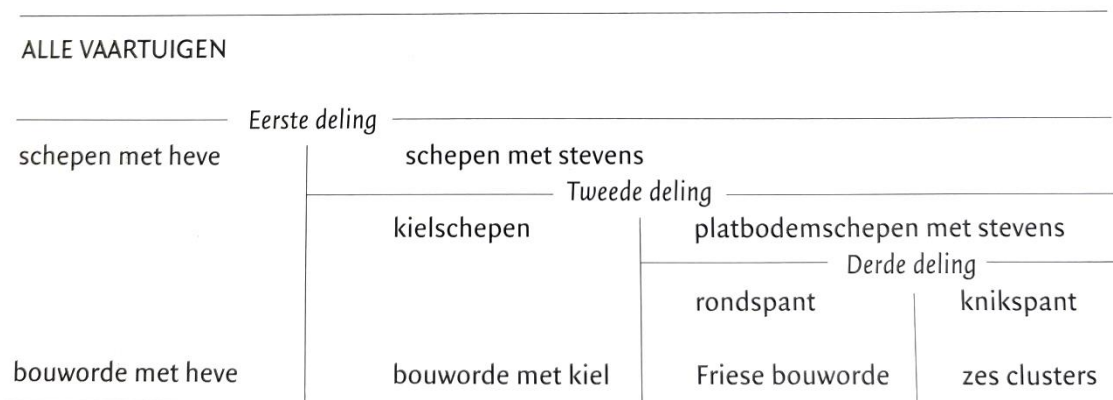 ALLE VAARTUIGEN
Eerste deling
schepen met heve schepen met stevens
Tweede deling
kielschepen platbodemschepen met stevens
Derde deling
rondspant knikspant
bouworde met heve bouworde met kiel Friese bouworde zes clusters